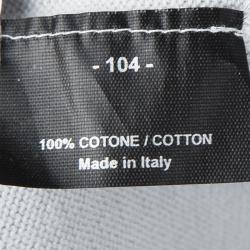 - 104 -
100% COTONE / COTTON
Made in Italy